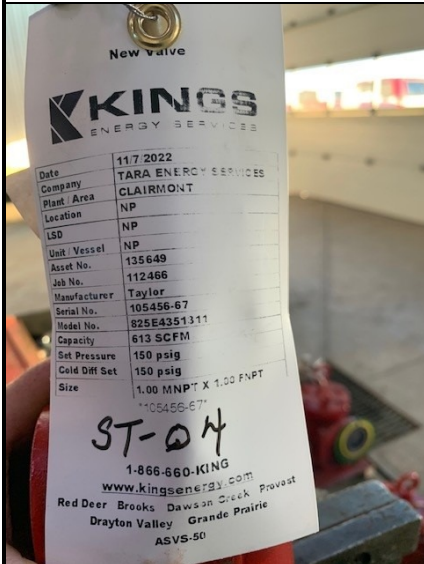 New Valve
KINGS
ENERGY SERVICES
Date 11/7/2022
Company TARA ENERGY SERVICES
Plant / Area CLAIRMONT
Location NP
LSD NP
Unit / Vessel NP
Asset No. 135649
Job No. 112466
Manufacturer Taylor
Serial No. 105456-67
Model No. 825E4351311
Capacity 613 SCFM
Set Pressure 150 psig
Cold Diff Set 150 psig
Size 1.00 MNPT X 1.00 FNPT
*105456-67*
ST-04
1-866-660-KING
www.kingsenergy.com
Red Deer Brooks Dawson Creek Provost
Drayton Valley Grande Prairie
ASVS-50